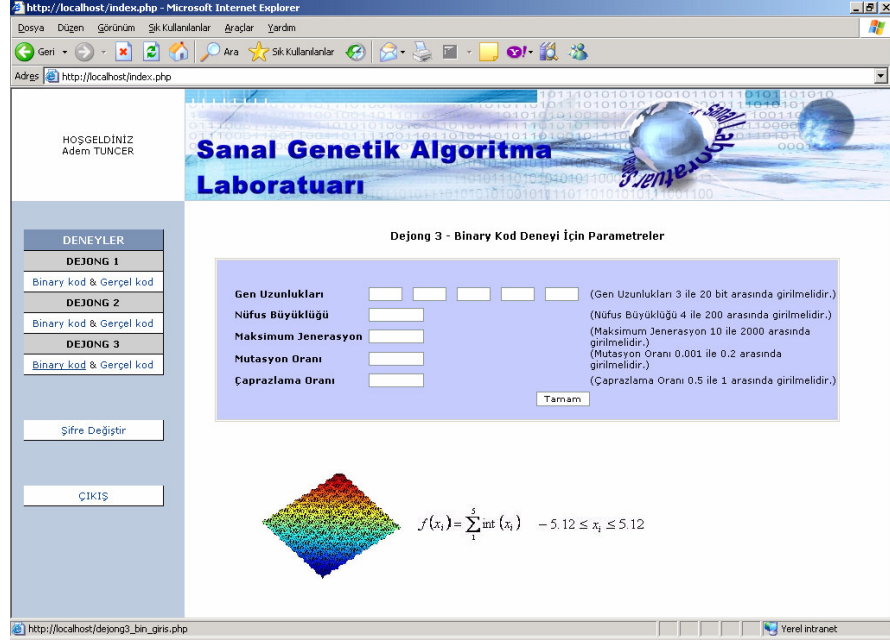 http://localhost/index.php - Microsoft Internet Explorer
Dosya Düzen Görünüm Sık Kullanılanlar Araçlar Yardım
Geri Ara Sık Kullanılanlar
Adres http://localhost/index.php
HOŞGELDİNİZ
Adem TUNCER
Sanal Genetik Algoritma
Laboratuarı
DENEYLER
DEJONG 1
Binary kod & Gerçel kod
DEJONG 2
Binary kod & Gerçel kod
DEJONG 3
Binary kod & Gerçel kod
Şifre Değiştir
ÇIKIŞ
Dejong 3 - Binary Kod Deneyi İçin Parametreler
Gen Uzunlukları (Gen Uzunlukları 3 ile 20 bit arasında girilmelidir.)
Nüfus Büyüklüğü (Nüfus Büyüklüğü 4 ile 200 arasında girilmelidir.)
Maksimum Jenerasyon (Maksimum Jenerasyon 10 ile 2000 arasında
girilmelidir.)
Mutasyon Oranı (Mutasyon Oranı 0.001 ile 0.2 arasında
girilmelidir.)
Çaprazlama Oranı (Çaprazlama Oranı 0.5 ile 1 arasında girilmelidir.)
Tamam
f(x_i) = ∑_1^5 int (x_i) −5.12 ≤ x_i ≤ 5.12
http://localhost/dejong3_bin_giris.php Yerel intranet